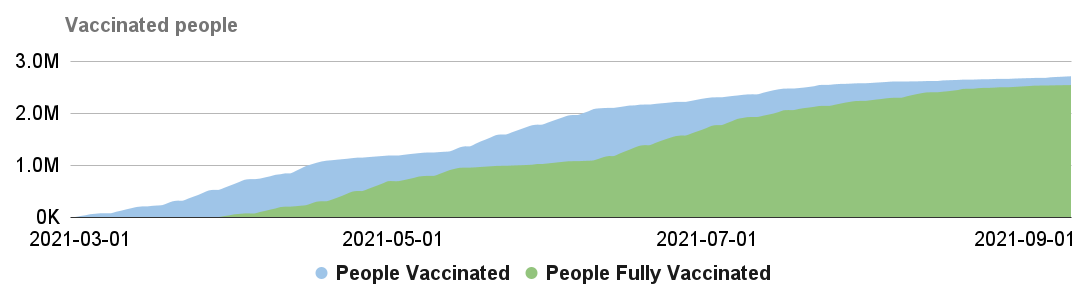 Vaccinated people
3.0M
2.0M
1.0M
0K
2021-03-01 2021-05-01 2021-07-01 2021-09-01
People Vaccinated People Fully Vaccinated